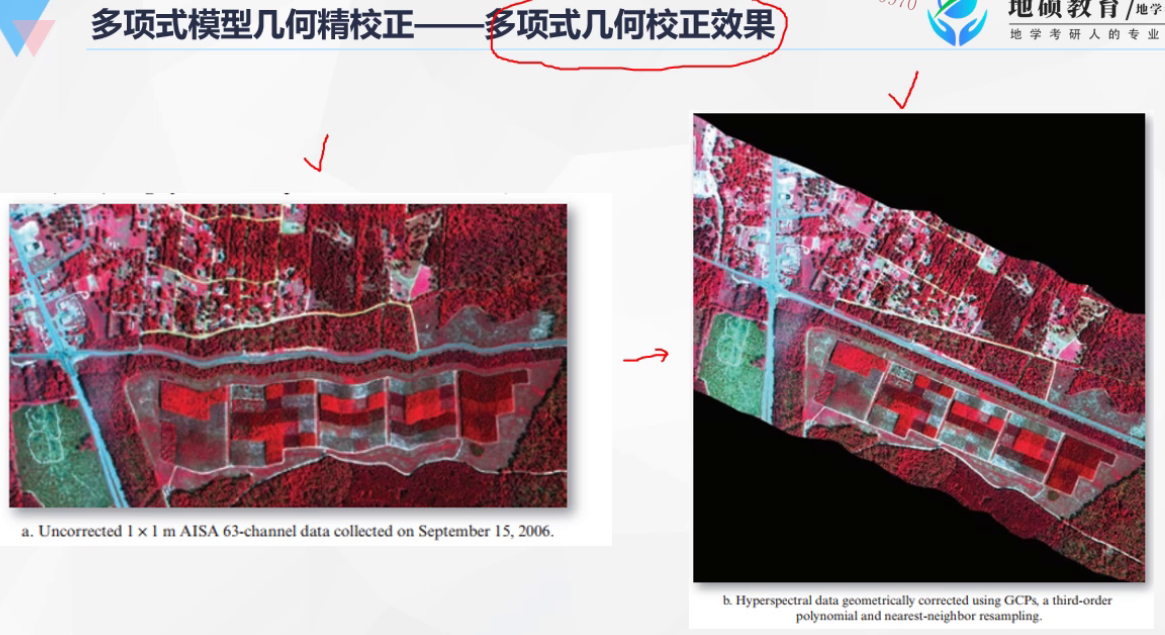 多项式模型几何精校正——多项式几何校正效果
地硕教育/地学
地学考研人的专业
a. Uncorrected 1 × 1 m AISA 63-channel data collected on September 15, 2006.
b. Hyperspectral data geometrically corrected using GCPs, a third-order
polynomial and nearest-neighbor resampling.